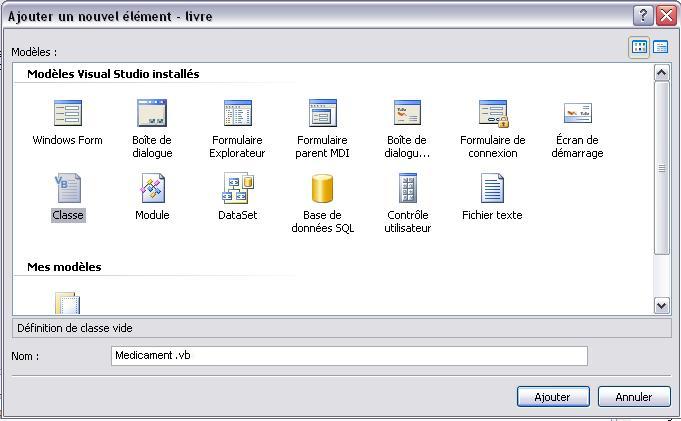 Ajouter un nouvel élément - livre
Modèles :
Modèles Visual Studio installés
Windows Form
Boîte de dialogue
Formulaire Explorateur
Formulaire parent MDI
Boîte de dialogu...
Formulaire de connexion
Écran de démarrage
VB
Classe
Module
DataSet
Base de données SQL
Contrôle utilisateur
Fichier texte
Mes modèles
Définition de classe vide
Nom :
Medicament .vb
Ajouter
Annuler